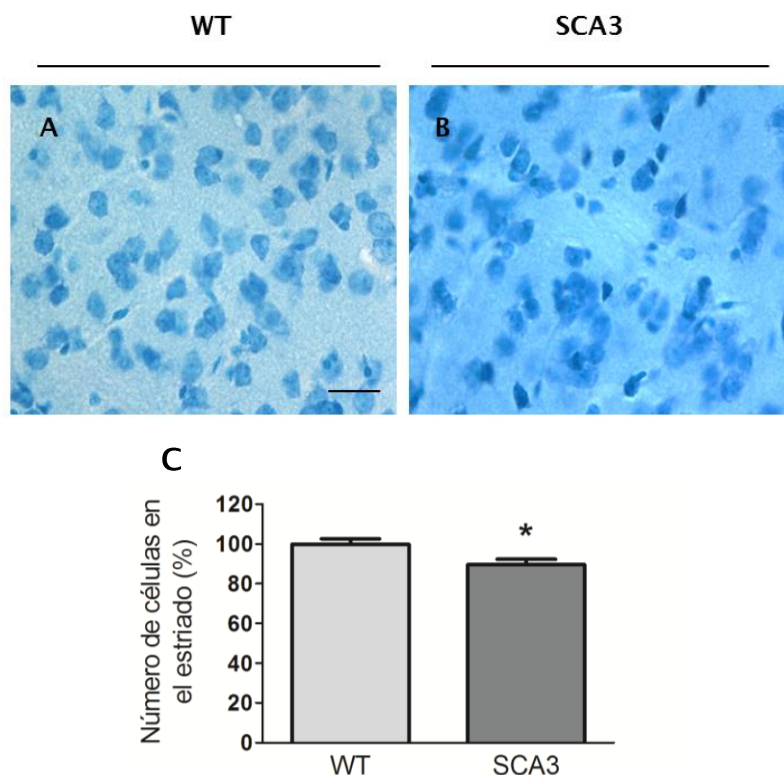 WT
SCA3
A
B
C
Número de células en
el estriado (%)
120
100
80
60
40
20
0
*
WT
SCA3